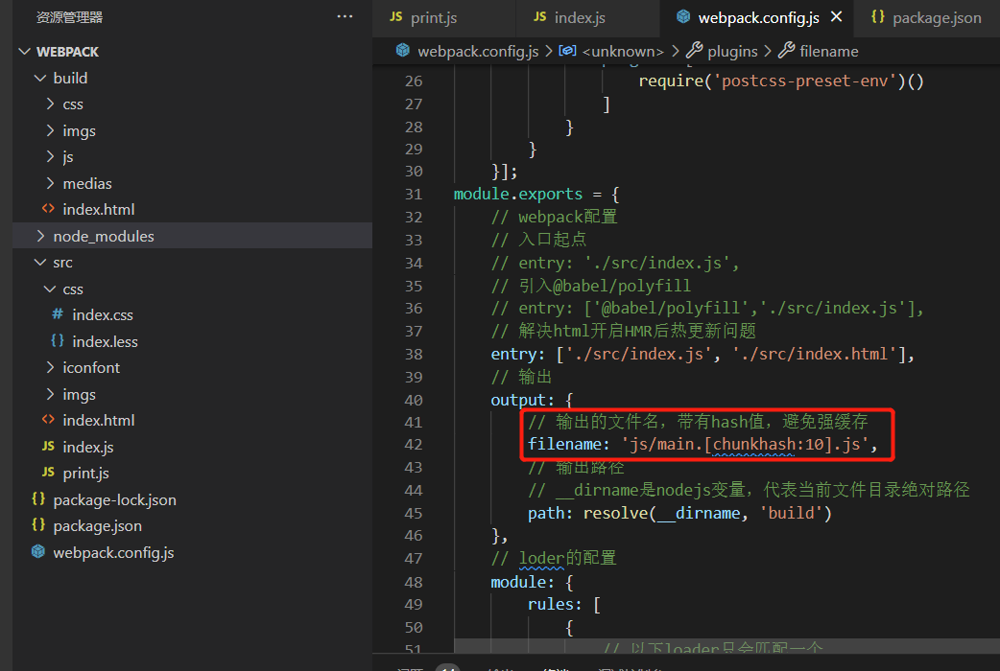 资源管理器 ···
WEBPACK
build
css
imgs
js
medias
index.html
node_modules
src
css
# index.css
{} index.less
iconfont
imgs
<> index.html
JS index.js
JS print.js
{} package-lock.json
{} package.json
webpack.config.js
JS print.js
JS index.js
webpack.config.js ×
{} package.json
webpack.config.js > <unknown> > plugins > filename
26 require('postcss-preset-env')()
27 ]
28 }
29 }
30 }];
31 module.exports = {
32 // webpack配置
33 // 入口起点
34 // entry: './src/index.js',
35 // 引入@babel/polyfill
36 // entry: ['@babel/polyfill','./src/index.js'],
37 // 解决html开启HMR后热更新问题
38 entry: ['./src/index.js', './src/index.html'],
39 // 输出
40 output: {
41 // 输出的文件名，带有hash值，避免强缓存
42 filename: 'js/main.[chunkhash:10].js',
43 // 输出路径
44 // __dirname是nodejs变量，代表当前文件目录绝对路径
45 path: resolve(__dirname, 'build')
46 },
47 // loder的配置
48 module: {
49 rules: [
50 {
51 // 以下loader只会匹配一个